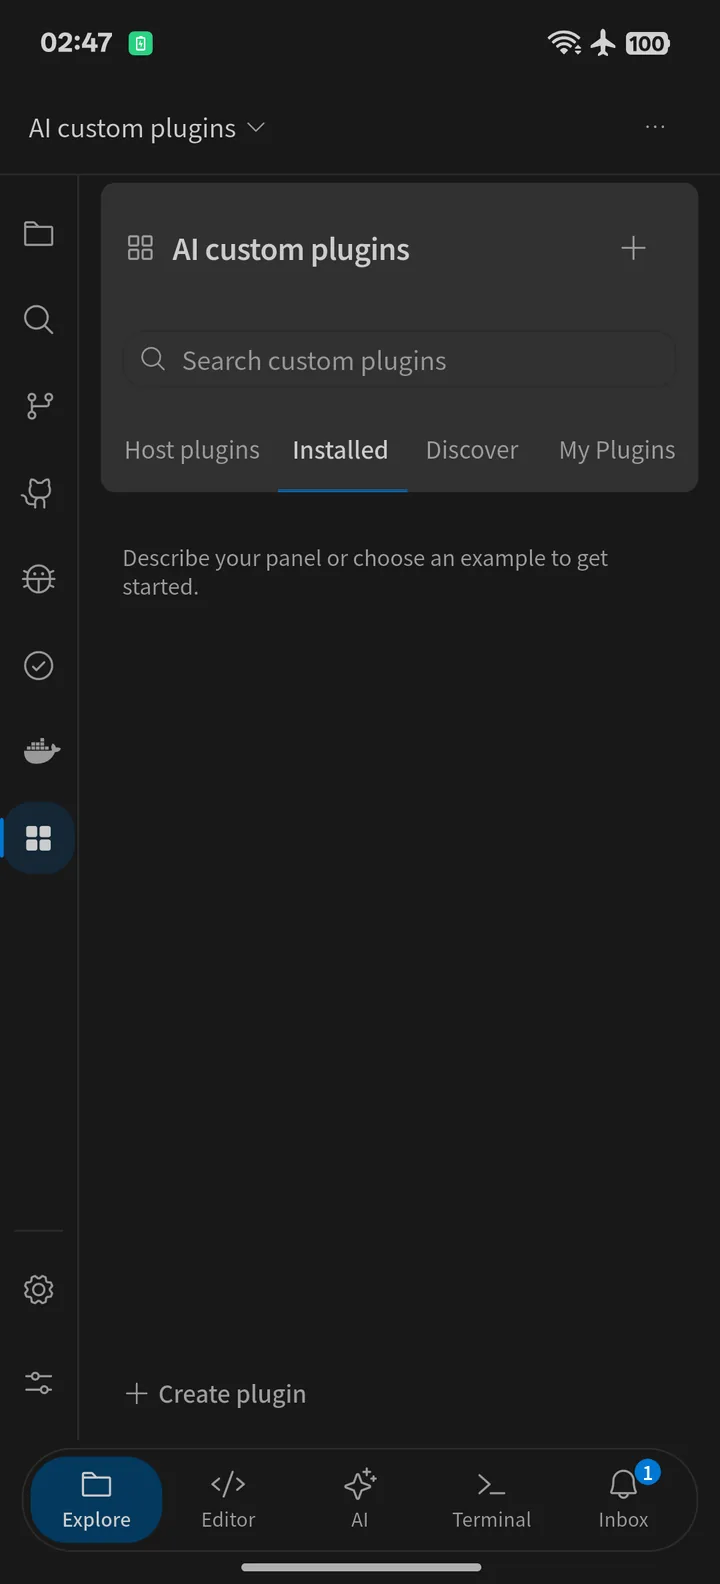 02:47
100
AI custom plugins
AI custom plugins
Search custom plugins
Host plugins Installed Discover My Plugins
Describe your panel or choose an example to get
started.
Create plugin
1
Explore Editor AI Terminal Inbox